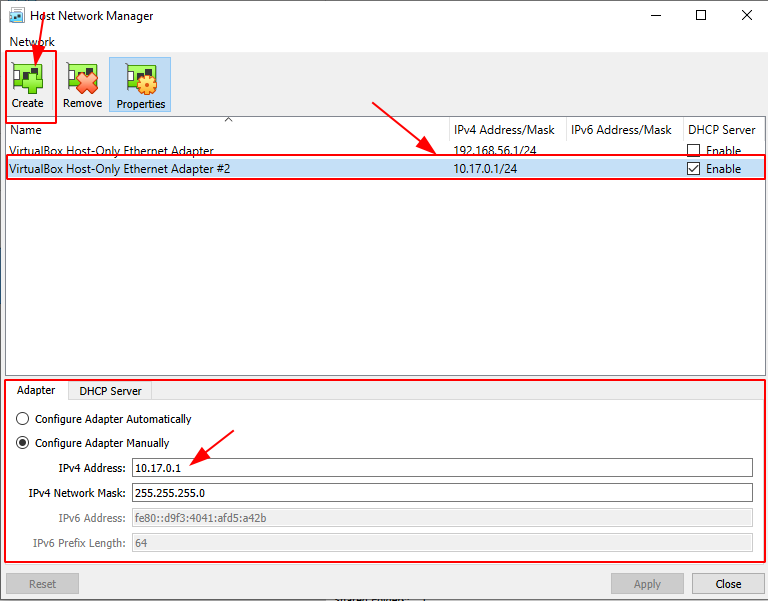 Host Network Manager
Network
Create Remove Properties
Name IPv4 Address/Mask IPv6 Address/Mask DHCP Server
VirtualBox Host-Only Ethernet Adapter 192.168.56.1/24 Enable
VirtualBox Host-Only Ethernet Adapter #2 10.17.0.1/24 Enable
Adapter DHCP Server
Configure Adapter Automatically
Configure Adapter Manually
IPv4 Address: 10.17.0.1
IPv4 Network Mask: 255.255.255.0
IPv6 Address: fe80::d9f3:4041:afd5:a42b
IPv6 Prefix Length: 64
Reset Apply Close